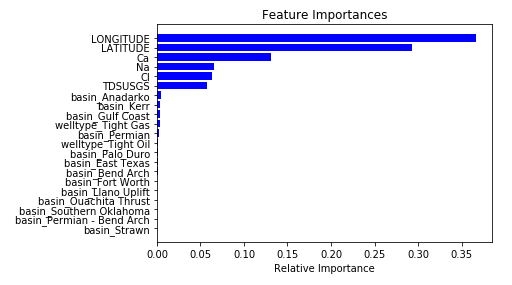 Feature Importances
LONGITUDE
LATITUDE
Ca
Na
Cl
TDSUSGS
basin_Anadarko
basin_Kerr
basin_Gulf Coast
welltype_Tight Gas
basin_Permian
welltype_Tight Oil
basin_Palo Duro
basin_East Texas
basin_Bend Arch
basin_Fort Worth
basin_Llano Uplift
basin_Ouachita Thrust
basin_Southern Oklahoma
basin_Permian - Bend Arch
basin_Strawn
0.00 0.05 0.10 0.15 0.20 0.25 0.30 0.35
Relative Importance